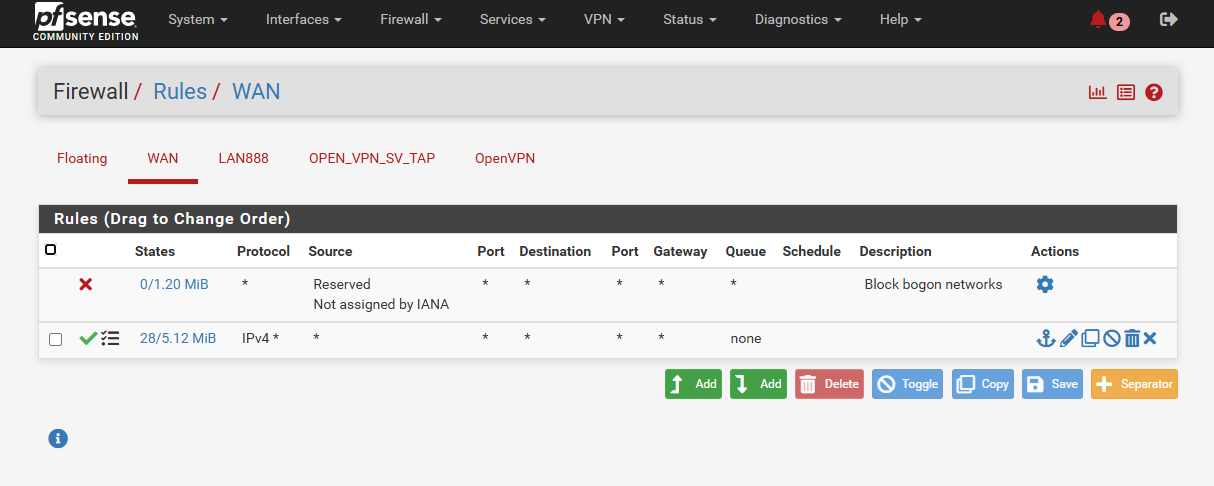 pfsense
COMMUNITY EDITION
System Interfaces Firewall Services VPN Status Diagnostics Help 2
Firewall / Rules / WAN
Floating WAN LAN888 OPEN_VPN_SV_TAP OpenVPN
Rules (Drag to Change Order)
States Protocol Source Port Destination Port Gateway Queue Schedule Description Actions
0/1.20 MiB * Reserved * * * * * Block bogon networks
Not assigned by IANA
28/5.12 MiB IPv4 * * * * * * none
Add Add Delete Toggle Copy Save Separator